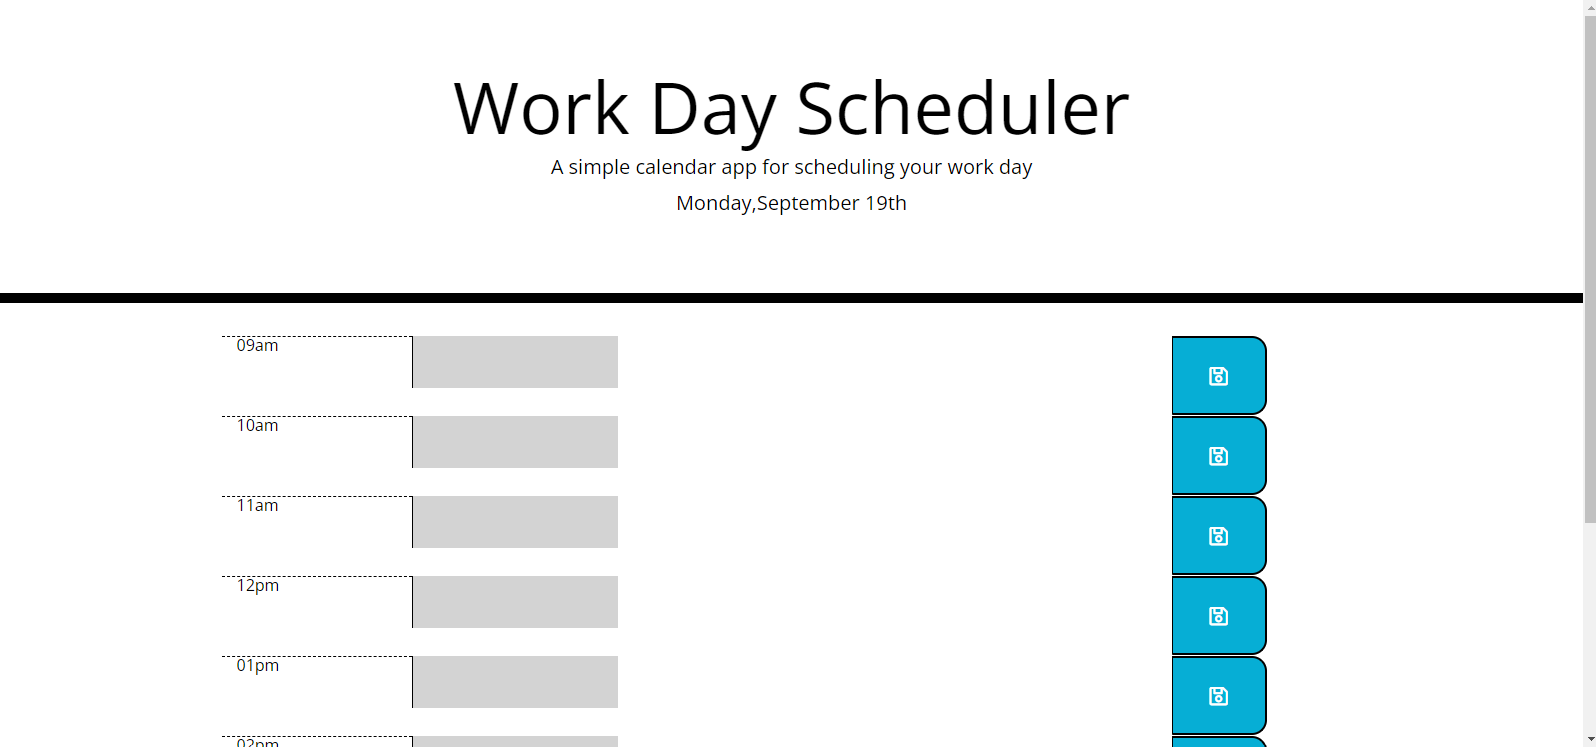 Work Day Scheduler
A simple calendar app for scheduling your work day
Monday,September 19th
09am
10am
11am
12pm
01pm
02pm